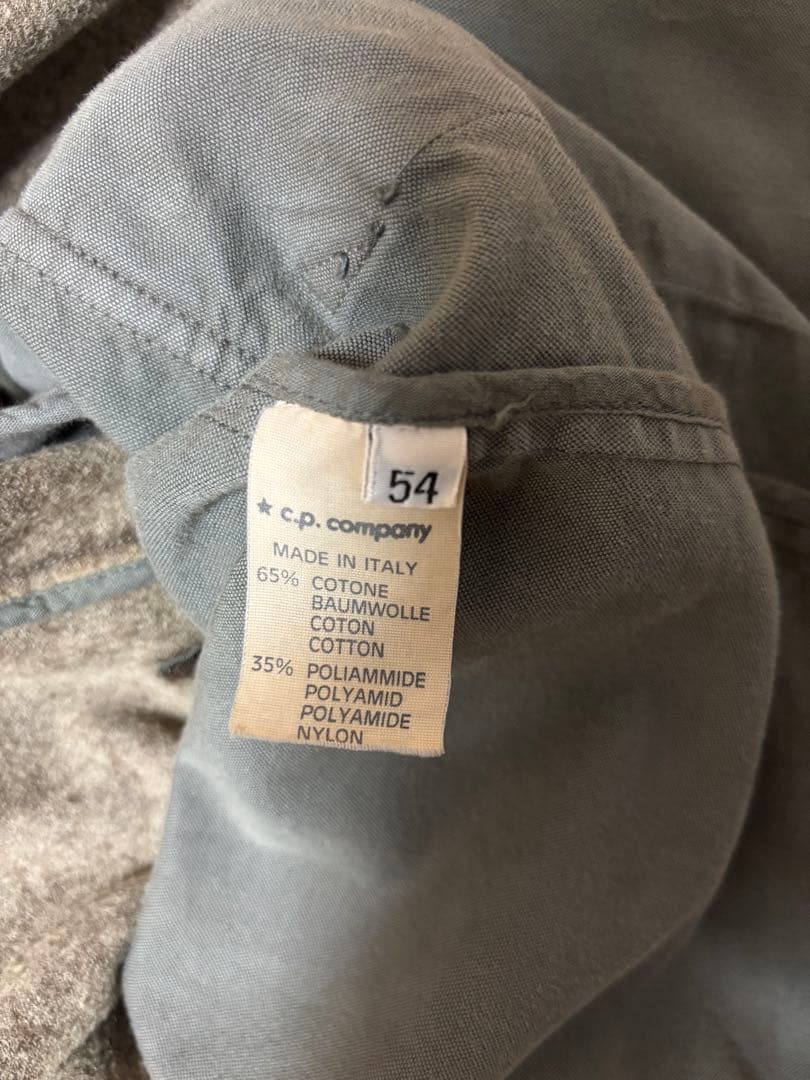 54
★ c.p. company
MADE IN ITALY
65% COTONE
BAUMWOLLE
COTON
COTTON
35% POLIAMMIDE
POLYAMID
POLYAMIDE
NYLON